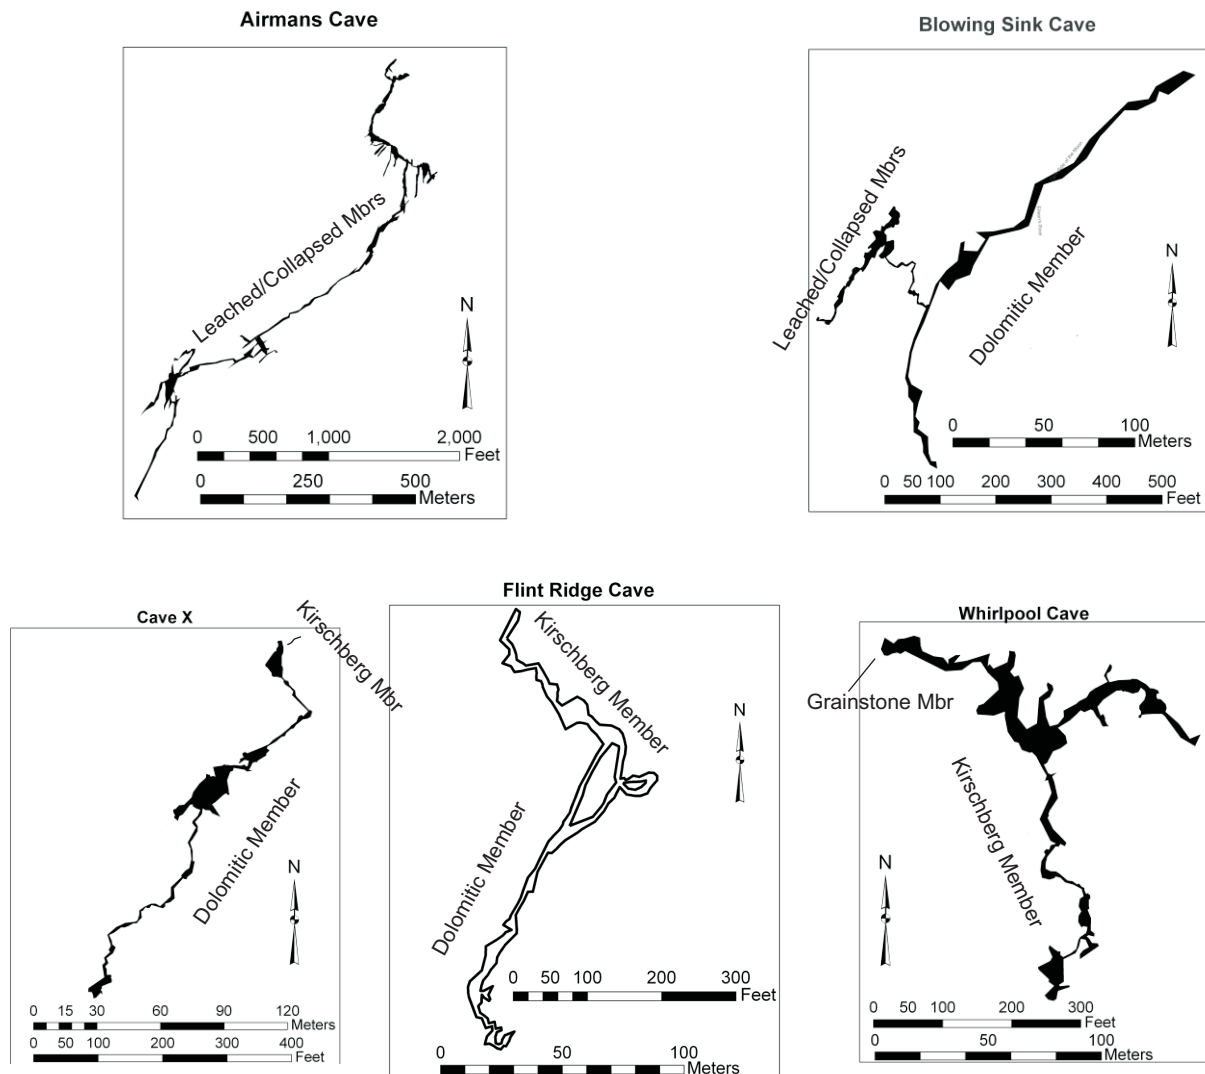 Airmans Cave
Leached/Collapsed Mbrs
N
0 500 1,000 2,000
Feet
0 250 500
Meters
Blowing Sink Cave
Leached/Collapsed Mbrs
Dolomitic Member
N
0 50 100
Meters
0 50 100 200 300 400 500
Feet
Cave X
Kirschberg Mbr
Dolomitic Member
N
0 15 30 60 90 120
Meters
0 50 100 200 300 400
Feet
Flint Ridge Cave
Kirschberg Member
Dolomitic Member
N
0 50 100 200 300
Feet
0 50 100
Meters
Whirlpool Cave
Grainstone Mbr
Kirschberg Member
N
0 50 100 200 300
Feet
0 50 100
Meters